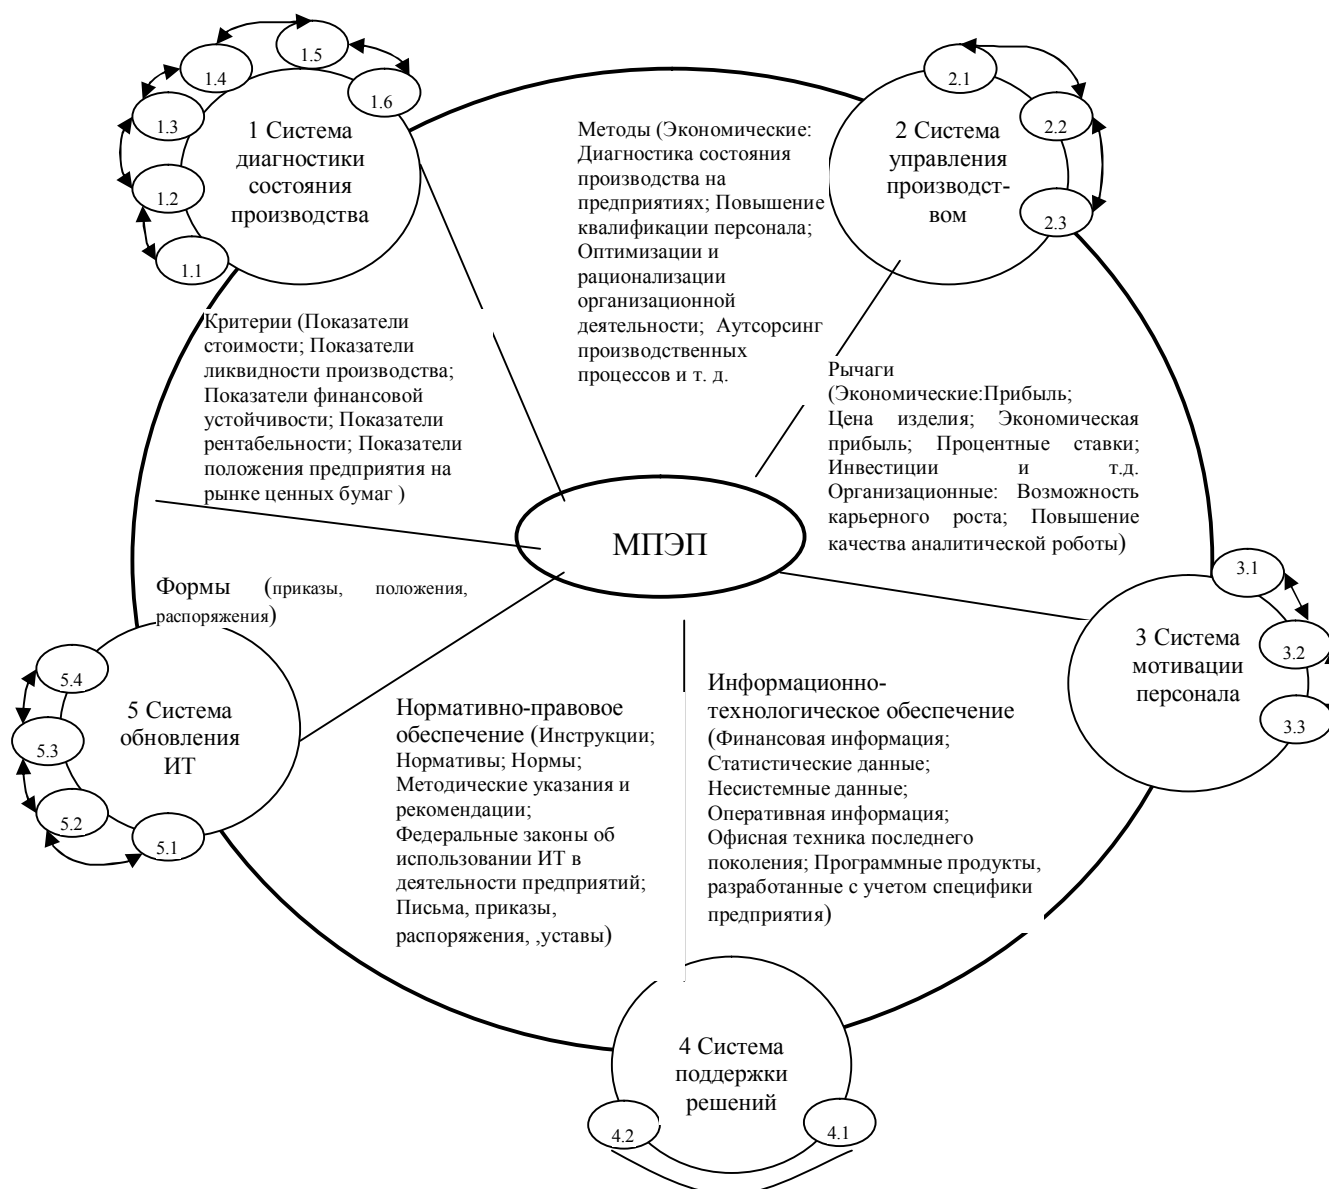 1.5
1.4
1.6
1.3
1.2
1.1
1 Система
диагностики
состояния
производства
Методы (Экономические:
Диагностика состояния
производства на
предприятиях; Повышение
квалификации персонала;
Оптимизации и
рационализации
организационной
деятельности; Аутсорсинг
производственных
процессов и т. д.
2.1
2.2
2.3
2 Система
управления
производст-
вом
Критерии (Показатели
стоимости; Показатели
ликвидности производства;
Показатели финансовой
устойчивости; Показатели
рентабельности; Показатели
положения предприятия на
рынке ценных бумаг )
Рычаги
(Экономические:Прибыль;
Цена изделия; Экономическая
прибыль; Процентные ставки;
Инвестиции и т.д.
Организационные: Возможность
карьерного роста; Повышение
качества аналитической роботы)
МПЭП
Формы (приказы, положения,
распоряжения)
3.1
3.2
3.3
3 Система
мотивации
персонала
5.4
5.3
5.2
5.1
5 Система
обновления
ИТ
Нормативно-правовое
обеспечение (Инструкции;
Нормативы; Нормы;
Методические указания и
рекомендации;
Федеральные законы об
использовании ИТ в
деятельности предприятий;
Письма, приказы,
распоряжения, ,уставы)
Информационно-
технологическое обеспечение
(Финансовая информация;
Статистические данные;
Несистемные данные;
Оперативная информация;
Офисная техника последнего
поколения; Программные продукты,
разработанные с учетом специфики
предприятия)
4 Система
поддержки
решений
4.2
4.1